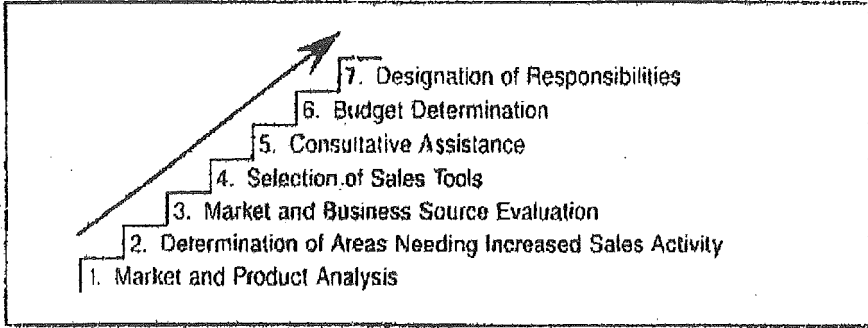 7. Designation of Responsibilities
6. Budget Determination
5. Consultative Assistance
4. Selection of Sales Tools
3. Market and Business Source Evaluation
2. Determination of Areas Needing Increased Sales Activity
1. Market and Product Analysis